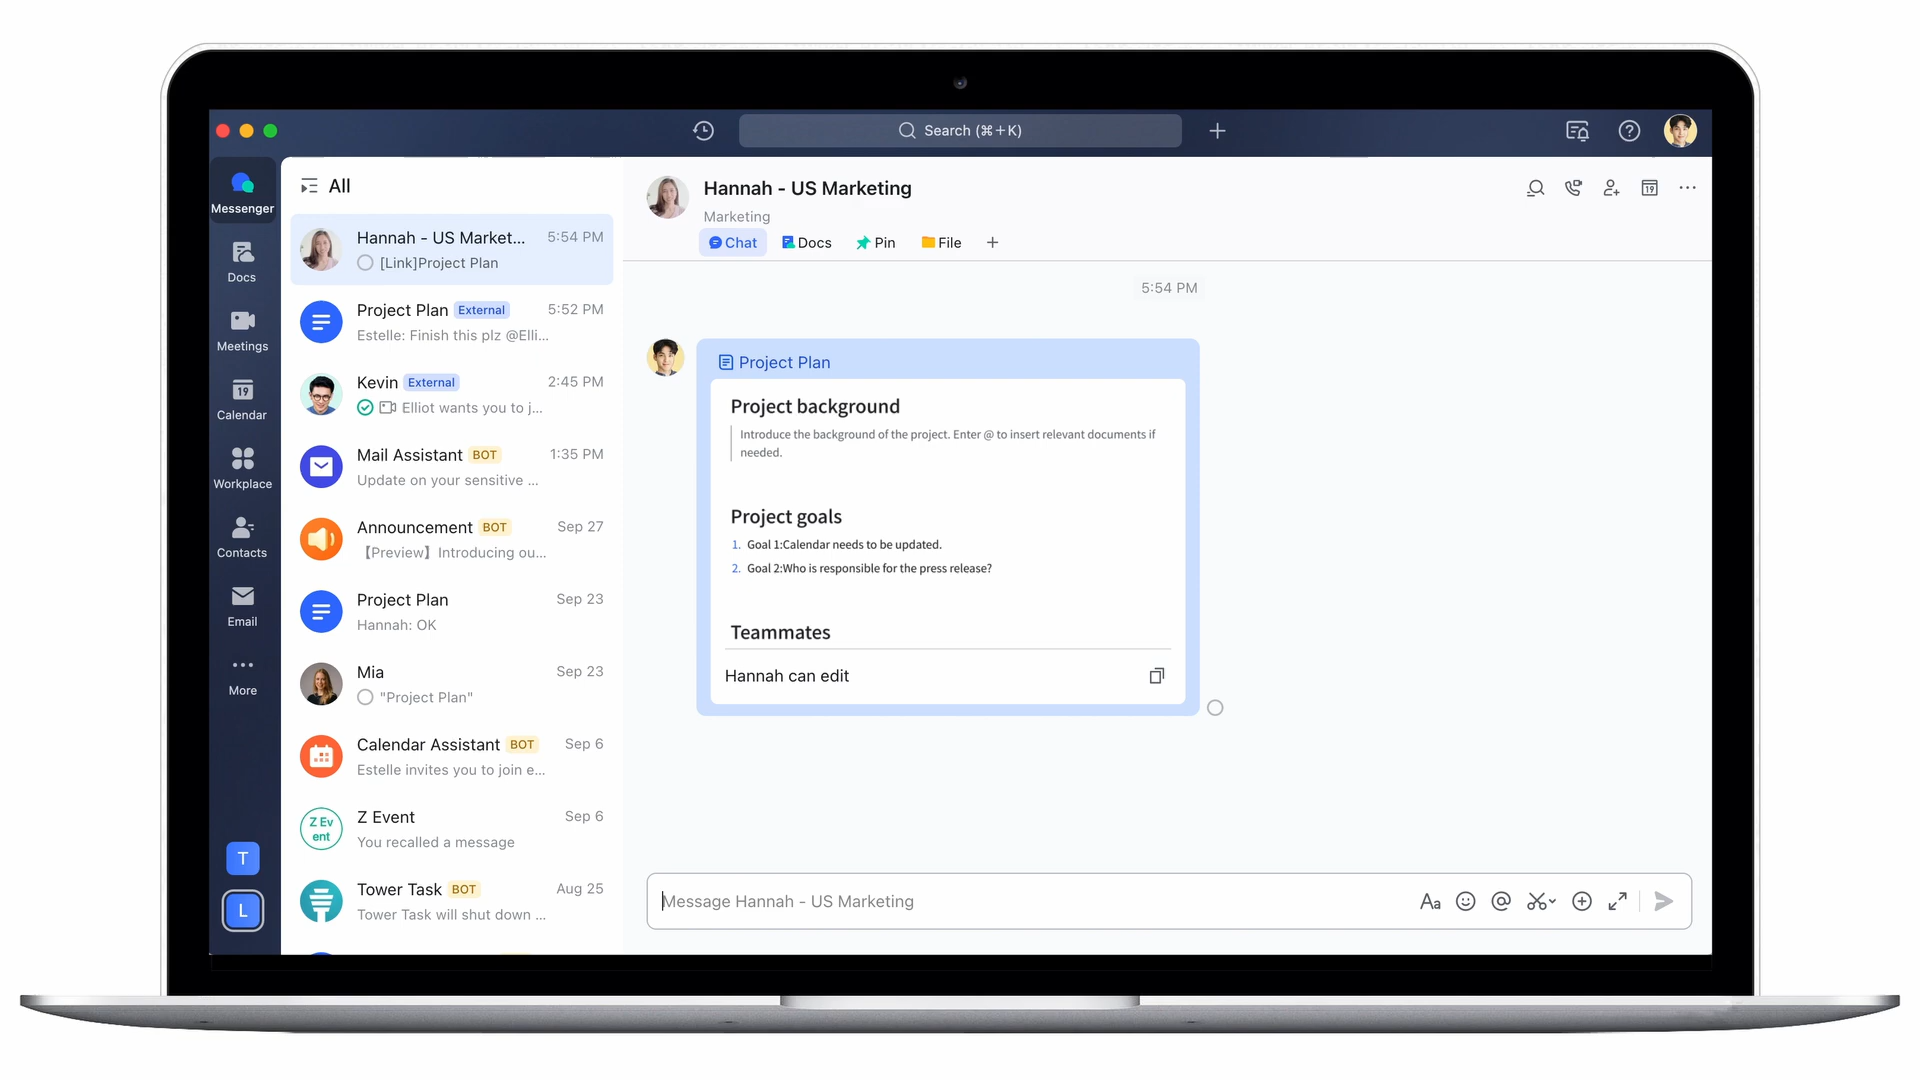 Search (⌘+K)
Messenger
Docs
Meetings
19
Calendar
Workplace
Contacts
Email
More
T
L
All
Hannah - US Market... 5:54 PM
[Link]Project Plan
Project Plan External 5:52 PM
Estelle: Finish this plz @Elli...
Kevin External 2:45 PM
Elliot wants you to j...
Mail Assistant BOT 1:35 PM
Update on your sensitive ...
Announcement BOT Sep 27
【Preview】Introducing ou...
Project Plan Sep 23
Hannah: OK
Mia Sep 23
"Project Plan"
Calendar Assistant BOT Sep 6
Estelle invites you to join e...
Z Ev
ent
Z Event Sep 6
You recalled a message
Tower Task BOT Aug 25
Tower Task will shut down ...
Hannah - US Marketing
Marketing
19
Chat Docs Pin File
5:54 PM
Project Plan
Project background
Introduce the background of the project. Enter @ to insert relevant documents if
needed.
Project goals
1. Goal 1:Calendar needs to be updated.
2. Goal 2:Who is responsible for the press release?
Teammates
Hannah can edit
Message Hannah - US Marketing
Aa